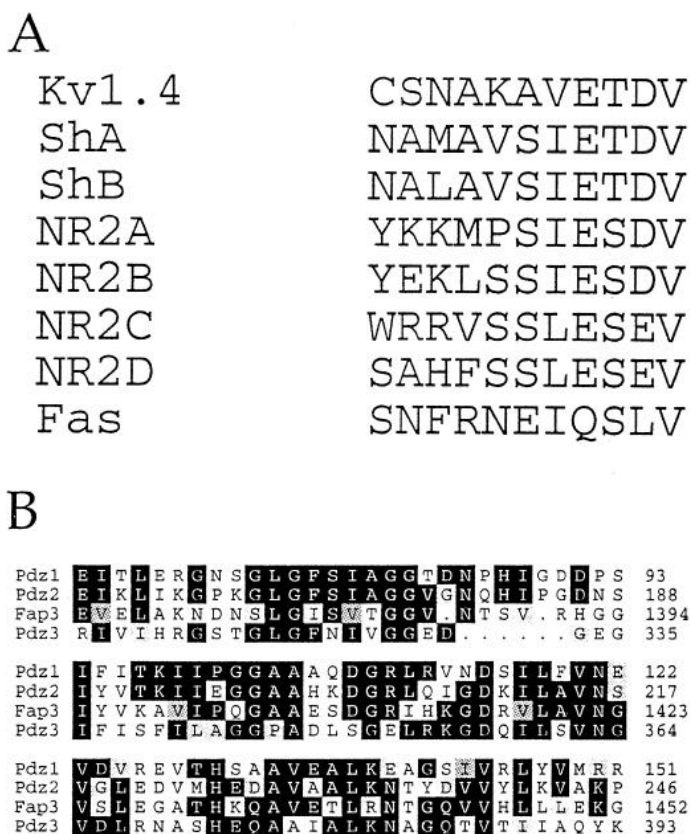 A
Kv1.4 CSNAKAVETDV
ShA NAMAVSIETDV
ShB NALAVSIETDV
NR2A YKKMPSIESDV
NR2B YEKLSSIESDV
NR2C WRRVSSLESEV
NR2D SAHFSSLESEV
Fas SNFRNEIQSLV
B
Pdz1 EITLERGNSGLGFSIAGGTDNPHIGDDPS 93
Pdz2 EIKLIKGPKGLGFSIAGGVGNQHIPGDNS 188
Fap3 EVELAKNDNSLGISVTGGV.NTSV.RHGG 1394
Pdz3 RIVIHRGSTGLGFNIVGGED......GEG 335
Pdz1 IFITKIIPGGAAAQDGRLRVNDSILFVNE 122
Pdz2 IYVTKIIEGGAAHKDGRLQIGDKILAVNS 217
Fap3 IYVKAVIPQGAAESDGRIHKGDRVLAVNG 1423
Pdz3 IFISFILAGGPADLSGELRKGDQILSVNG 364
Pdz1 VDVREVTHSAAVEALKEAGSIVRLYVMRR 151
Pdz2 VGLEDVMHEDAVAALKNTYDVVYLKVAKP 246
Fap3 VSLEGATHKQAVETLRNTGQVVHLLLEKG 1452
Pdz3 VDLRNASHEQAAIALKNAGQTVTIIAQYK 393